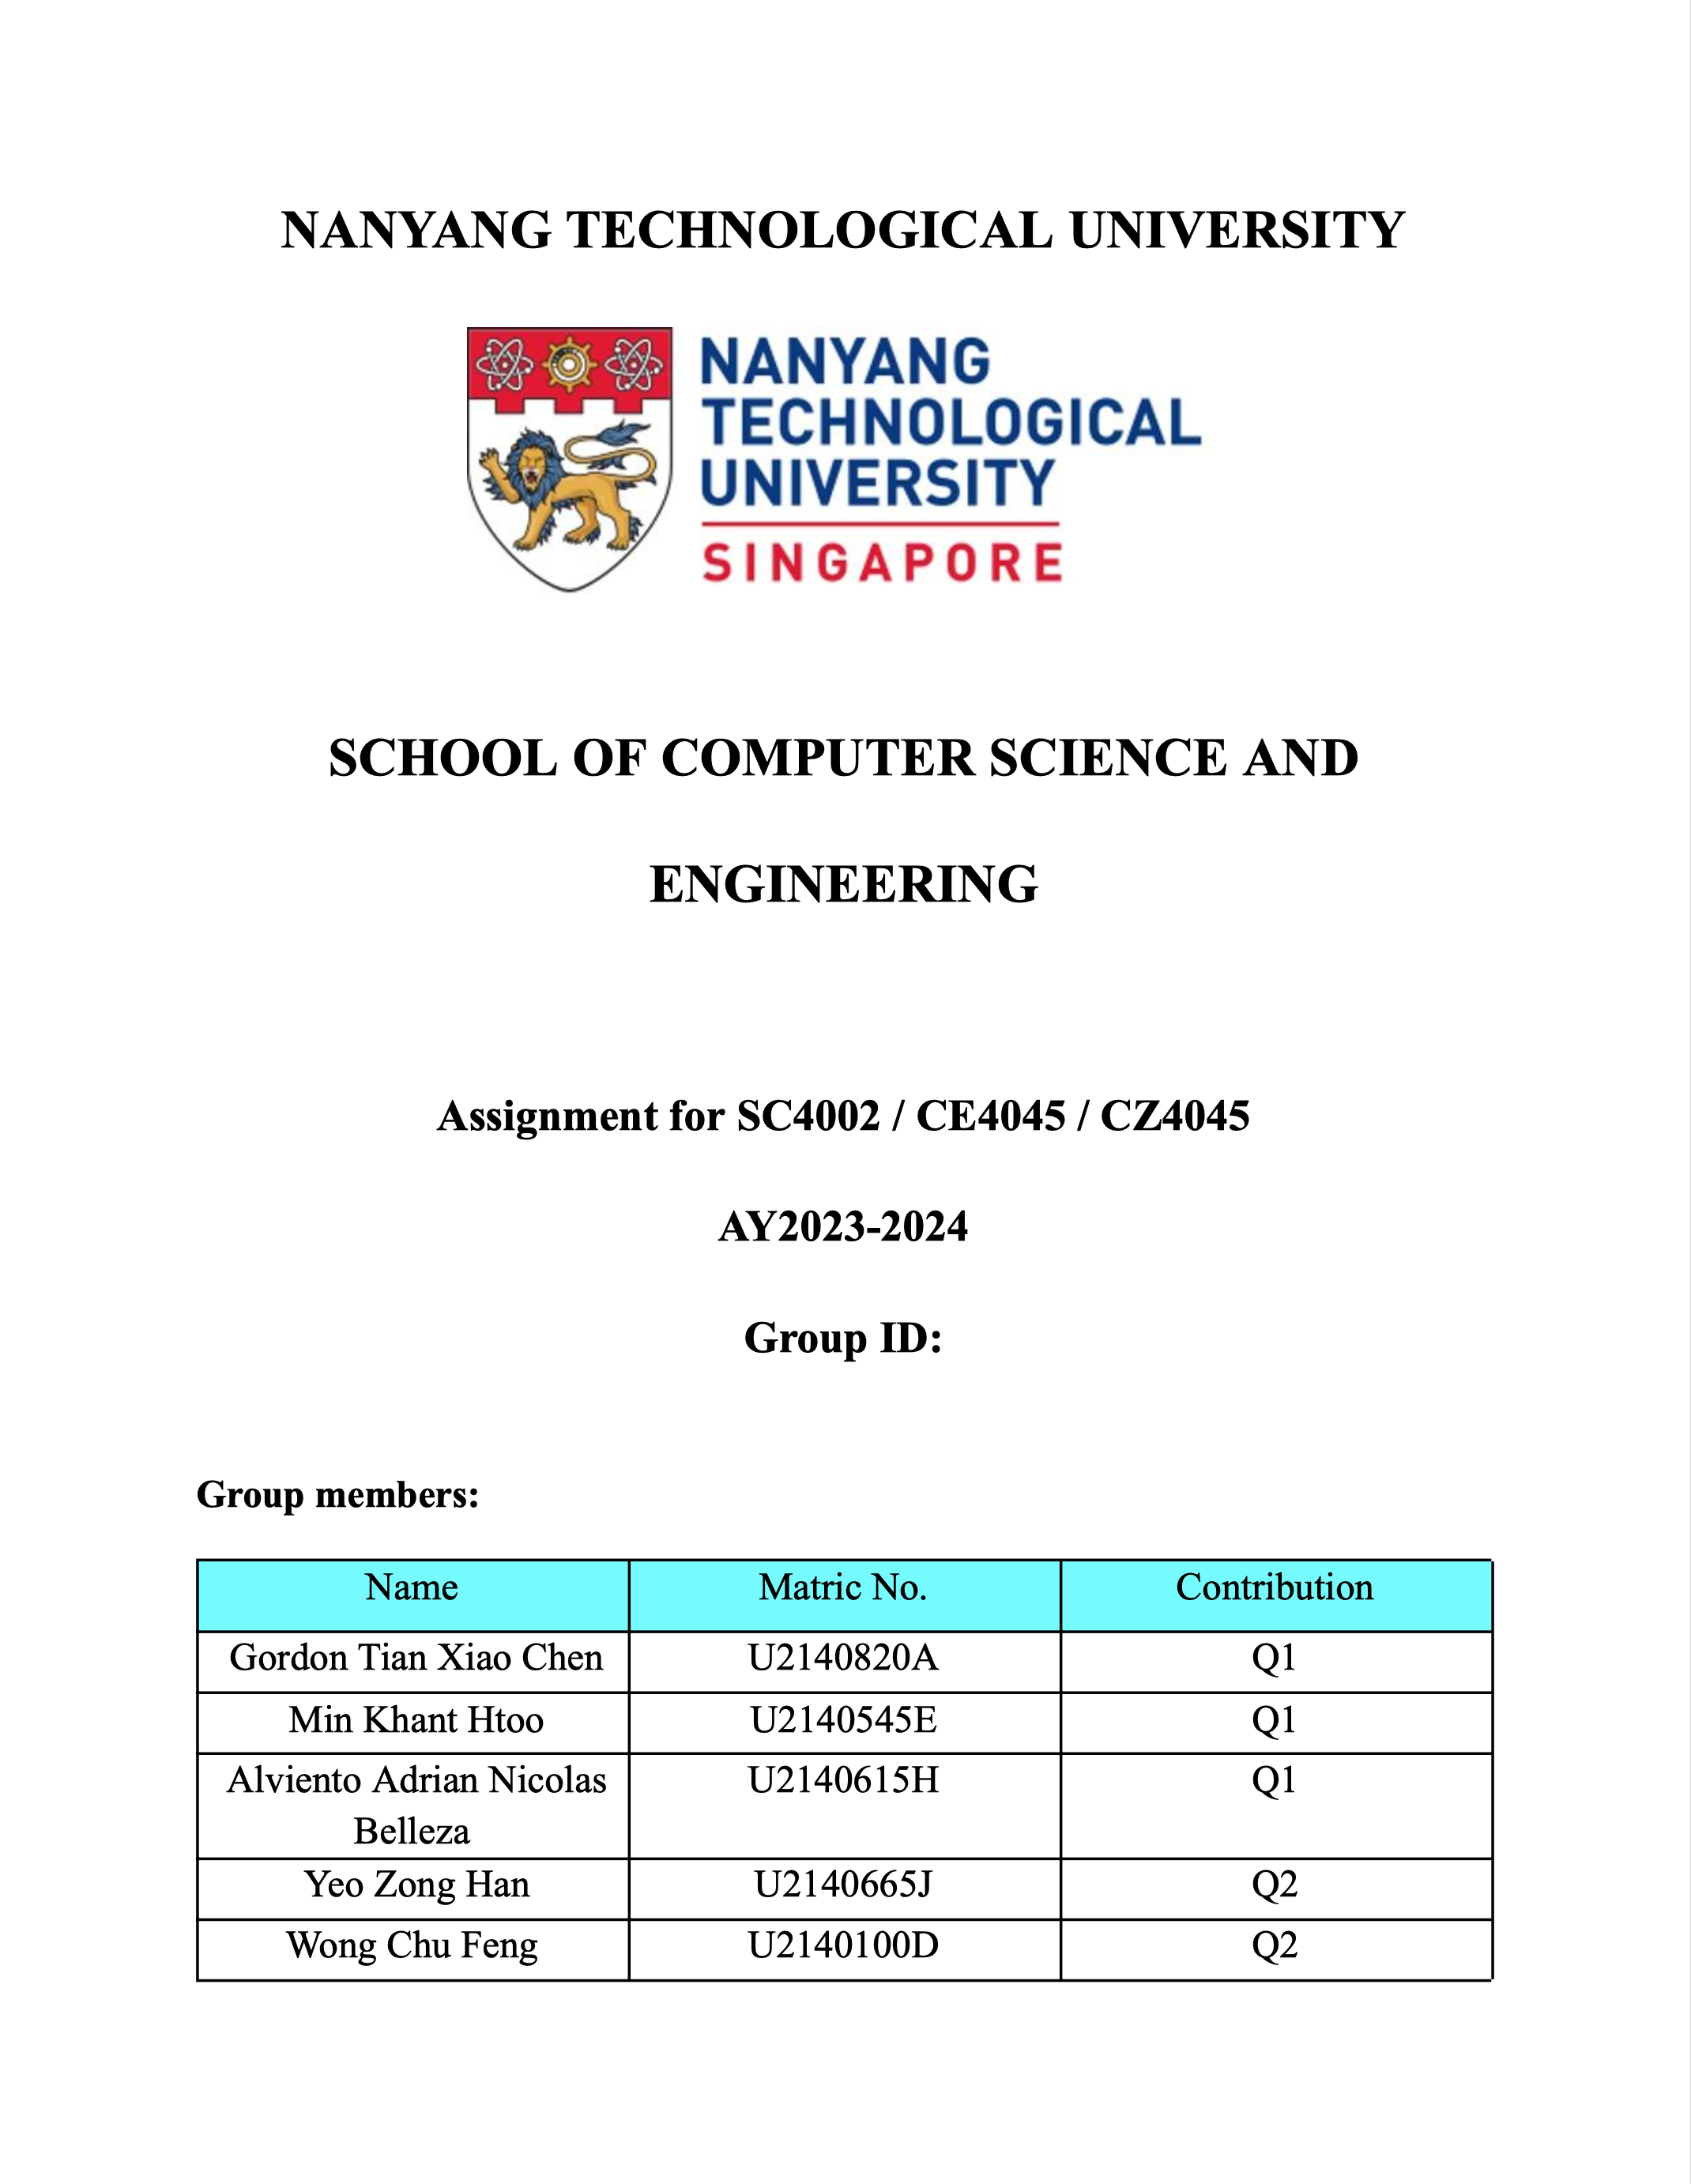 NANYANG TECHNOLOGICAL UNIVERSITY
NANYANG
TECHNOLOGICAL
UNIVERSITY
SINGAPORE
SCHOOL OF COMPUTER SCIENCE AND
ENGINEERING
Assignment for SC4002 / CE4045 / CZ4045
AY2023-2024
Group ID:
Group members:
Name Matric No. Contribution
Gordon Tian Xiao Chen U2140820A Q1
Min Khant Htoo U2140545E Q1
Alviento Adrian Nicolas U2140615H Q1
Belleza
Yeo Zong Han U2140665J Q2
Wong Chu Feng U2140100D Q2